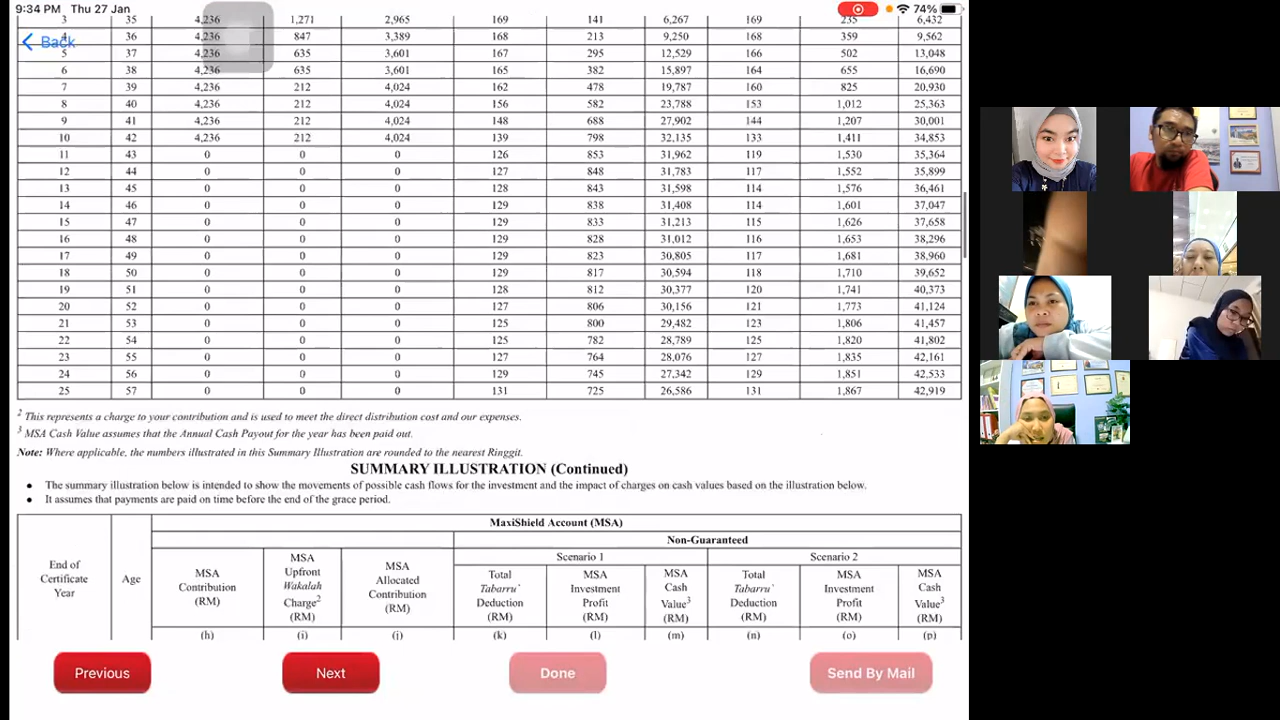 9:34 PM Thu 27 Jan 74%
3 35 4,236 1,271 2,965 169 141 6,267 169 235 6,432
Back
4 36 4,236 847 3,389 168 213 9,250 168 359 9,562
5 37 4,236 635 3,601 167 295 12,529 166 502 13,048
6 38 4,236 635 3,601 165 382 15,897 164 655 16,690
7 39 4,236 212 4,024 162 478 19,787 160 825 20,930
8 40 4,236 212 4,024 156 582 23,788 153 1,012 25,363
9 41 4,236 212 4,024 148 688 27,902 144 1,207 30,001
10 42 4,236 212 4,024 139 798 32,135 133 1,411 34,853
11 43 0 0 0 126 853 31,962 119 1,530 35,364
12 44 0 0 0 127 848 31,783 117 1,552 35,899
13 45 0 0 0 128 843 31,598 114 1,576 36,461
14 46 0 0 0 129 838 31,408 114 1,601 37,047
15 47 0 0 0 129 833 31,213 115 1,626 37,658
16 48 0 0 0 129 828 31,012 116 1,653 38,296
17 49 0 0 0 129 823 30,805 117 1,681 38,960
18 50 0 0 0 129 817 30,594 118 1,710 39,652
19 51 0 0 0 128 812 30,377 120 1,741 40,373
20 52 0 0 0 127 806 30,156 121 1,773 41,124
21 53 0 0 0 125 800 29,482 123 1,806 41,457
22 54 0 0 0 125 782 28,789 125 1,820 41,802
23 55 0 0 0 127 764 28,076 127 1,835 42,161
24 56 0 0 0 129 745 27,342 129 1,851 42,533
25 57 0 0 0 131 725 26,586 131 1,867 42,919
2 This represents a charge to your contribution and is used to meet the direct distribution cost and our expenses.
3 MSA Cash Value assumes that the Annual Cash Payout for the year has been paid out.
Note: Where applicable, the numbers illustrated in this Summary Illustration are rounded to the nearest Ringgit.
SUMMARY ILLUSTRATION (Continued)
• The summary illustration below is intended to show the movements of possible cash flows for the investment and the impact of charges on cash values based on the illustration below.
• It assumes that payments are paid on time before the end of the grace period.
MaxiShield Account (MSA)
Non-Guaranteed
Scenario 1 Scenario 2
End of
Certificate
Year
Age
MSA
Contribution
(RM)
MSA
Upfront
Wakalah
Charge2
(RM)
MSA
Allocated
Contribution
(RM)
Total
Tabarru'
Deduction
(RM)
MSA
Investment
Profit
(RM)
MSA
Cash
Value3
(RM)
Total
Tabarru'
Deduction
(RM)
MSA
Investment
Profit
(RM)
MSA
Cash
Value3
(RM)
(h) (i) (j) (k) (l) (m) (n) (o) (p)
Previous Next Done Send By Mail